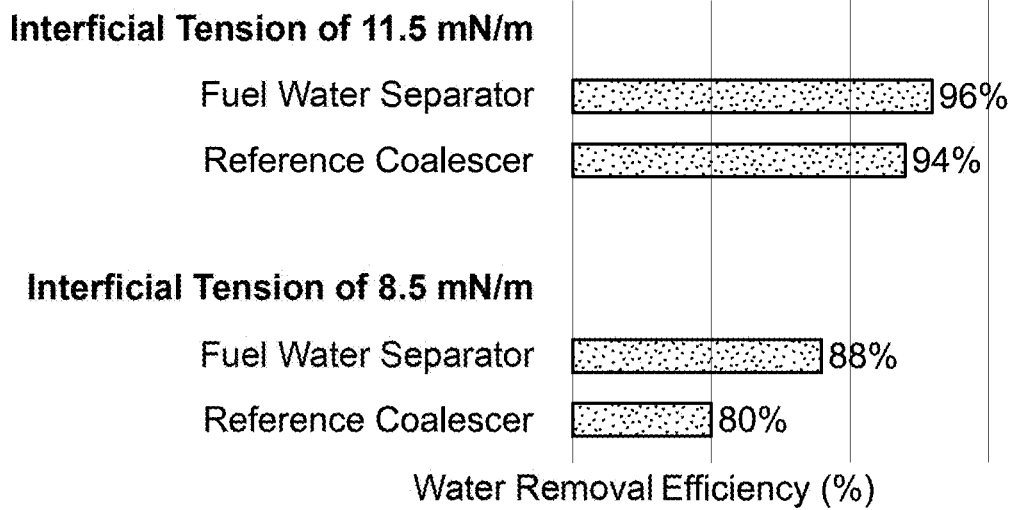 Interficial Tension of 11.5 mN/m
Fuel Water Separator 96%
Reference Coalescer 94%
Interficial Tension of 8.5 mN/m
Fuel Water Separator 88%
Reference Coalescer 80%
Water Removal Efficiency (%)